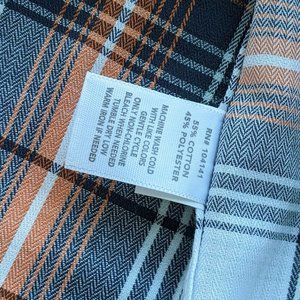 RN# 104141
55% COTTON
45% POLYESTER
MACHINE WASH COLD
WITH LIKE COLORS
GENTLE CYCLE
ONLY NON-CHLORINE
BLEACH WHEN NEEDED
TUMBLE DRY LOW
WARM IRON IF NEEDED